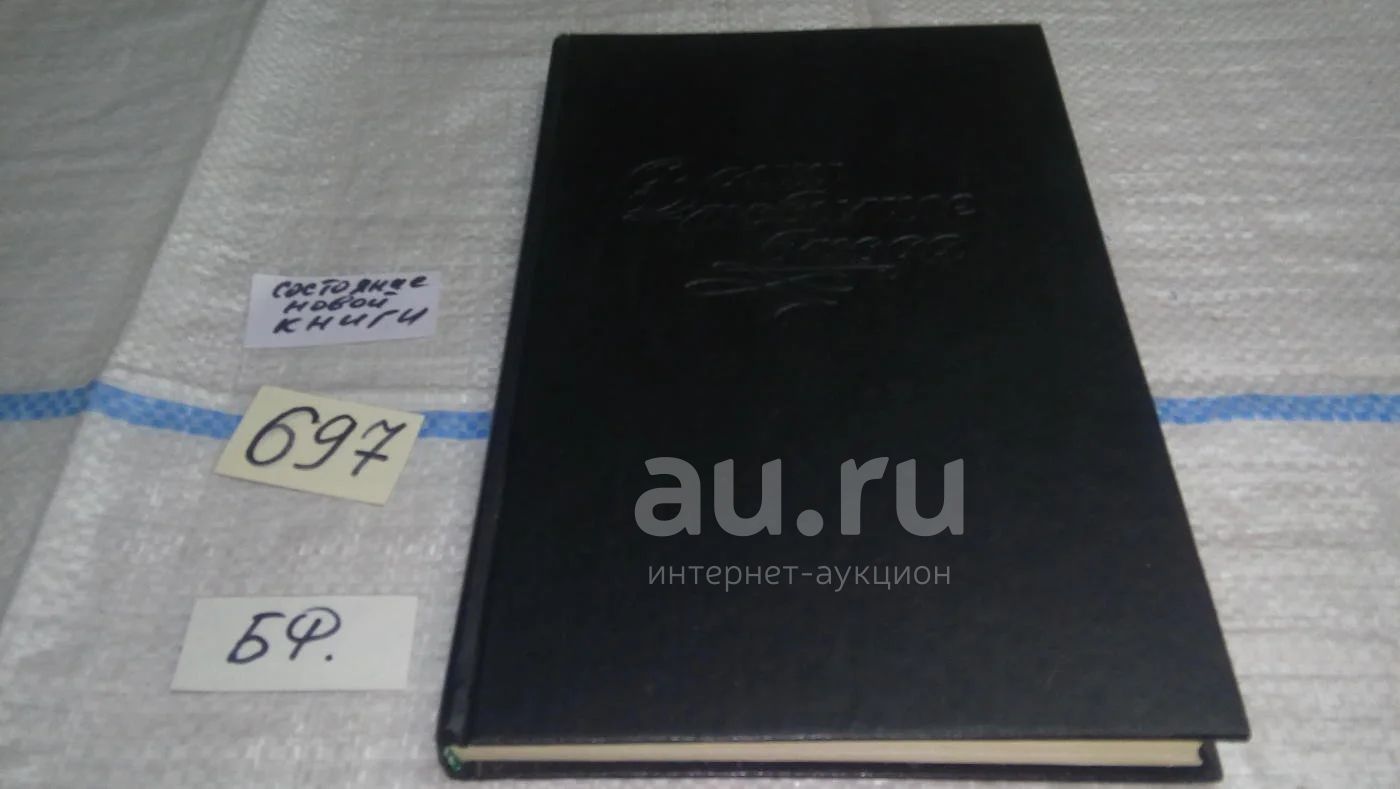 состояние
новой
книги
697
БФ.
au.ru
интернет-аукцион